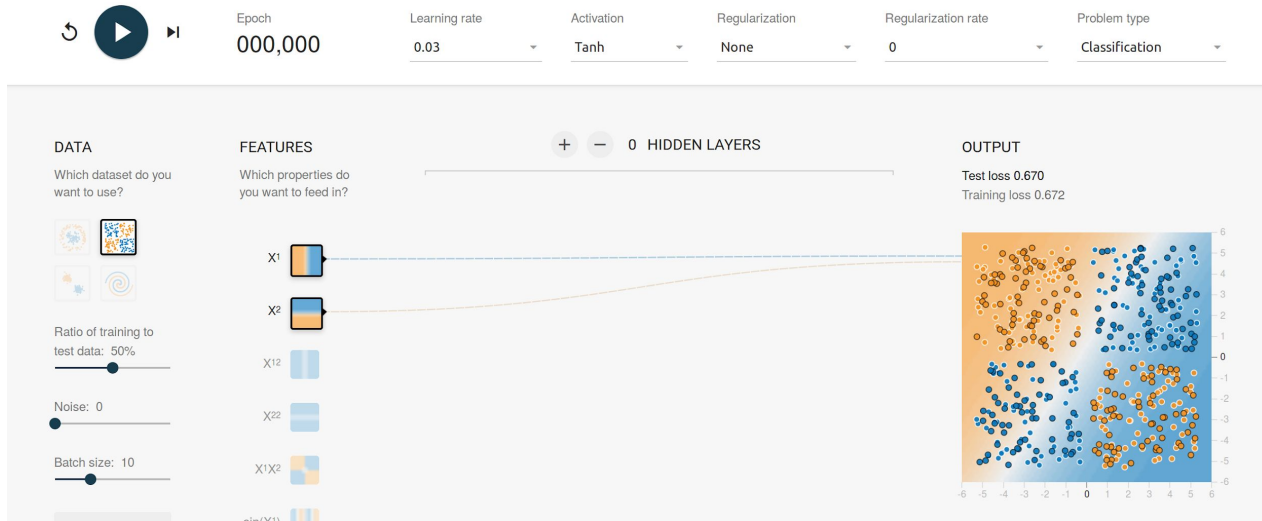 Epoch
000,000
Learning rate
0.03
Activation
Tanh
Regularization
None
Regularization rate
0
Problem type
Classification
DATA
Which dataset do you
want to use?
Ratio of training to
test data: 50%
Noise: 0
Batch size: 10
FEATURES
Which properties do
you want to feed in?
X1
X2
X12
X22
X1X2
sin(X1)
+ − 0 HIDDEN LAYERS
OUTPUT
Test loss 0.670
Training loss 0.672
6
5
4
3
2
1
0
-1
-2
-3
-4
-5
-6
-6 -5 -4 -3 -2 -1 0 1 2 3 4 5 6